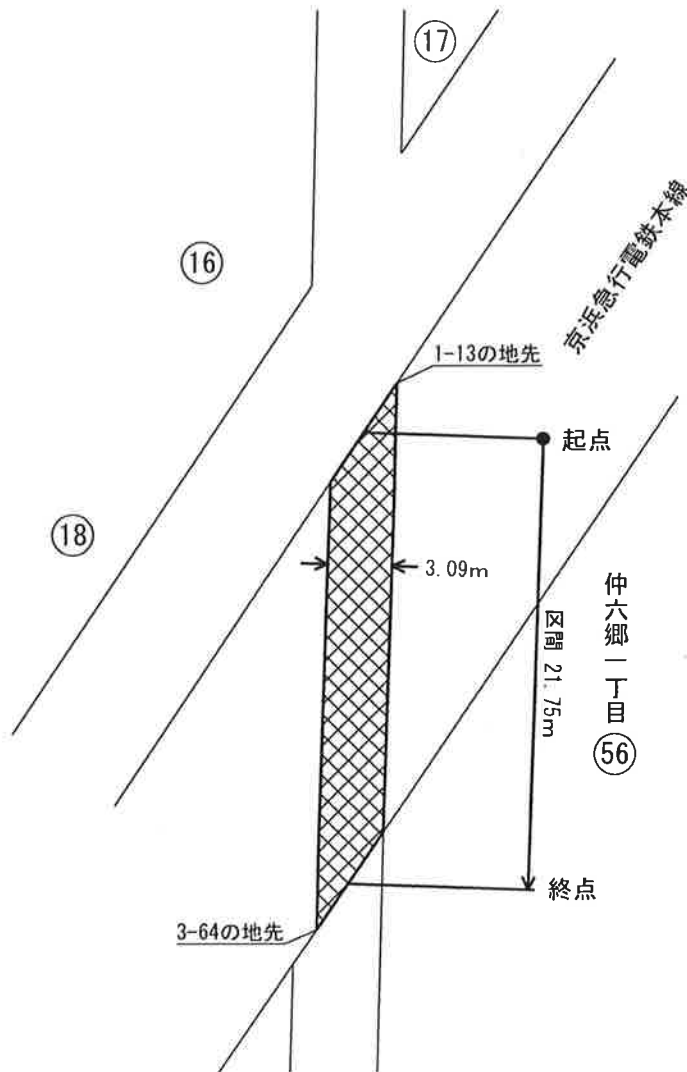 17
16
京浜急行電鉄本線
1-13の地先
起点
18
3.09m
仲六郷一丁目
56
区間 21.75m
終点
3-64の地先